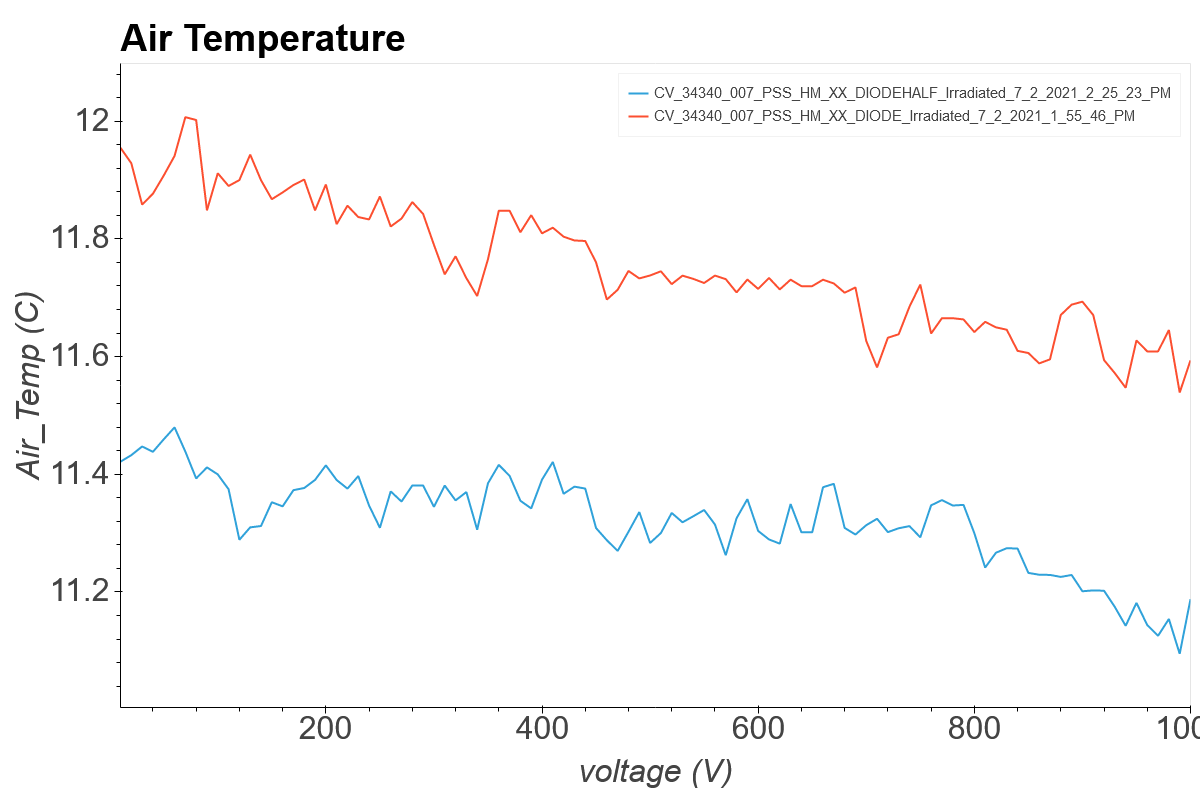 Air Temperature
CV_34340_007_PSS_HM_XX_DIODEHALF_Irradiated_7_2_2021_2_25_23_PM
CV_34340_007_PSS_HM_XX_DIODE_Irradiated_7_2_2021_1_55_46_PM
12
11.8
11.6
11.4
11.2
Air_Temp (C)
200 400 600 800 100
voltage (V)